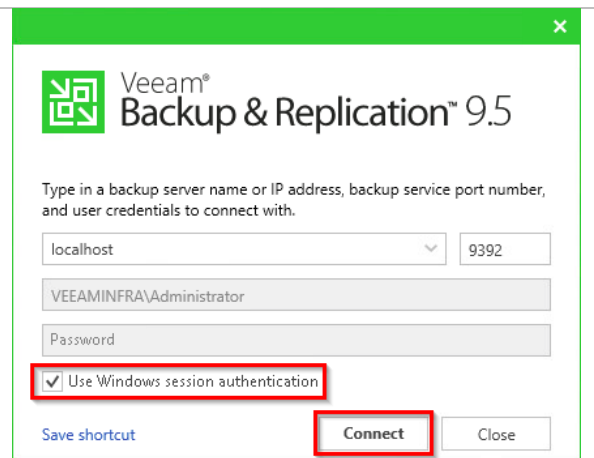 Veeam®
Backup & Replication™ 9.5
Type in a backup server name or IP address, backup service port number,
and user credentials to connect with.
localhost 9392
VEEAMINFRA\Administrator
Password
Use Windows session authentication
Save shortcut Connect Close